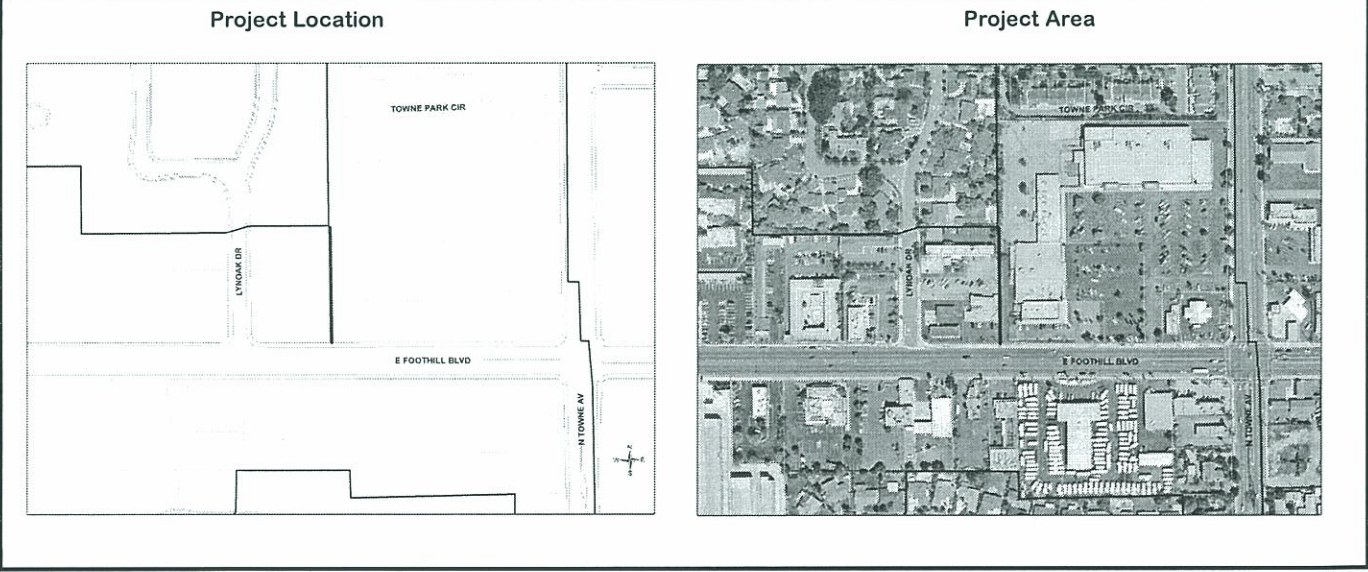 Project Location
TOWNE PARK CIR
LYNOAK DR
E FOOTHILL BLVD
N TOWNE AV
Project Area
TOWNE PARK CIR
LYNOAK DR
E FOOTHILL BLVD
N TOWNE AV